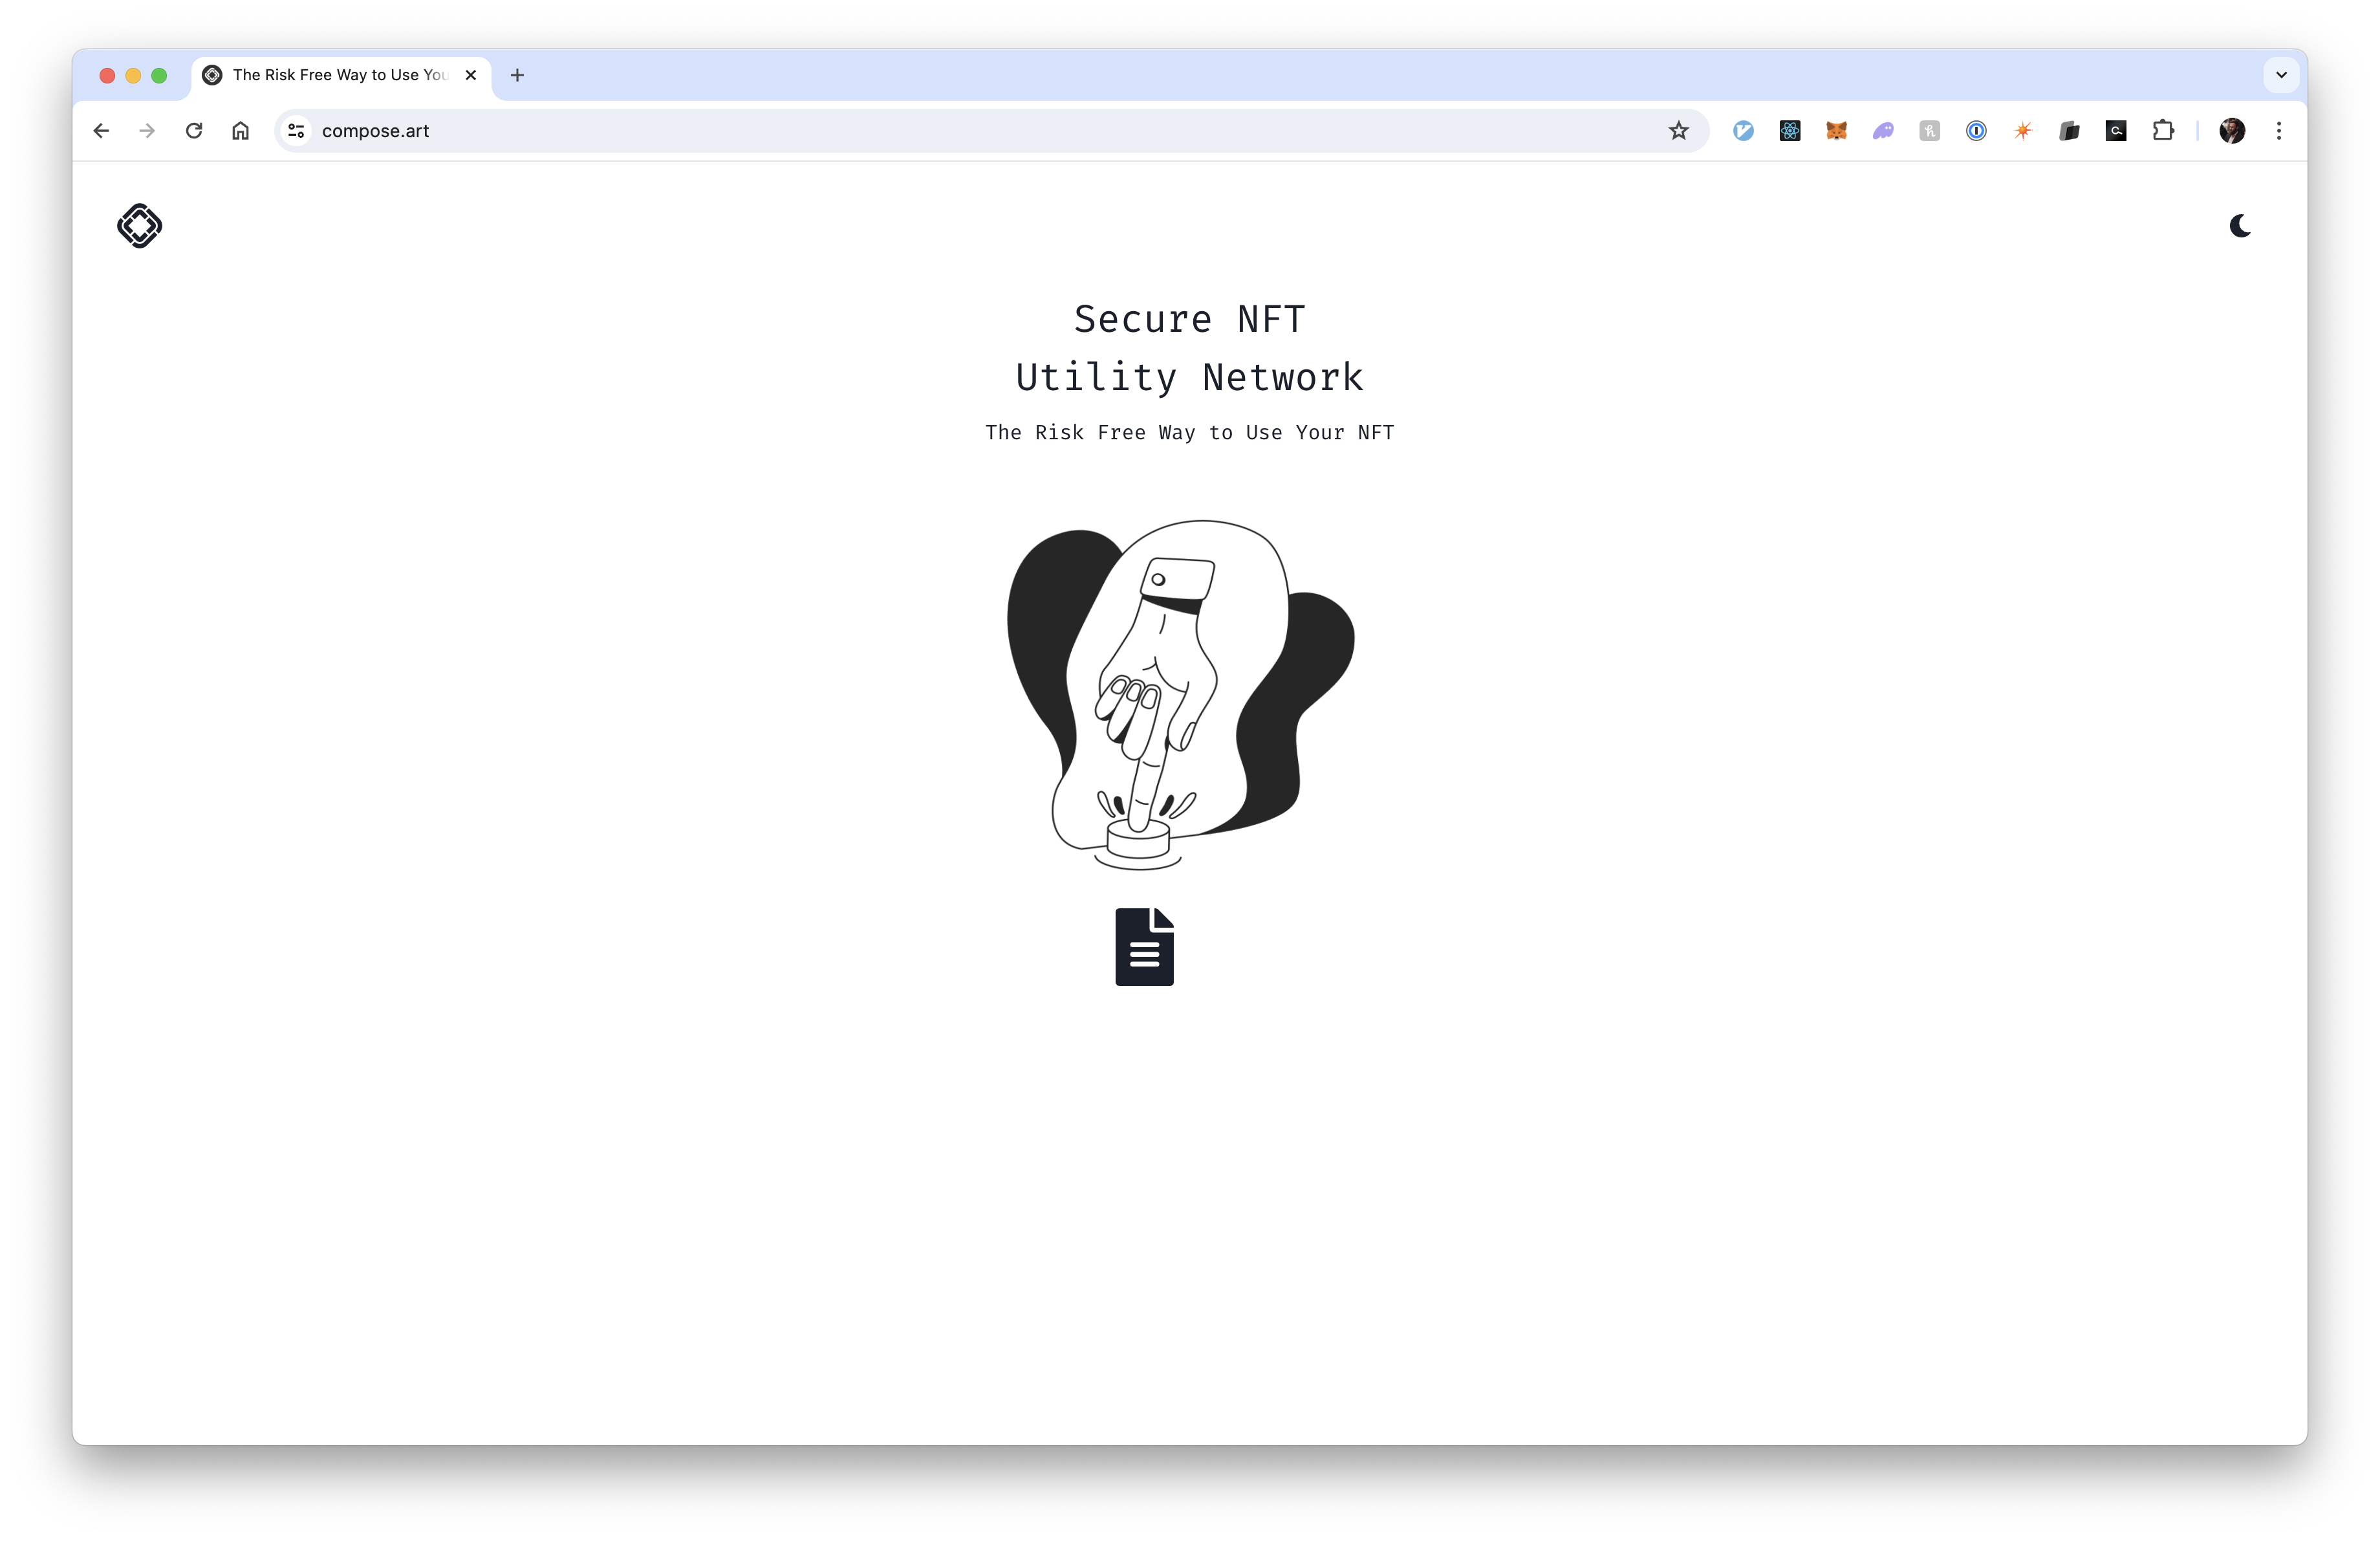 The Risk Free Way to Use You
compose.art
Secure NFT
Utility Network
The Risk Free Way to Use Your NFT